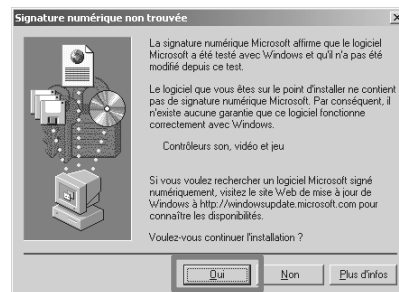 Signature numérique non trouvée
La signature numérique Microsoft affirme que le logiciel
Microsoft a été testé avec Windows et qu'il n'a pas été
modifié depuis ce test.
Le logiciel que vous êtes sur le point d'installer ne contient
pas de signature numérique Microsoft. Par conséquent, il
n'existe aucune garantie que ce logiciel fonctionne
correctement avec Windows.
Contrôleurs son, vidéo et jeu
Si vous voulez rechercher un logiciel Microsoft signé
numériquement, visitez le site Web de mise à jour de
Windows à http://windowsupdate.microsoft.com pour
connaître les disponibilités.
Voulez-vous continuer l'installation ?
Oui
Non
Plus d'infos